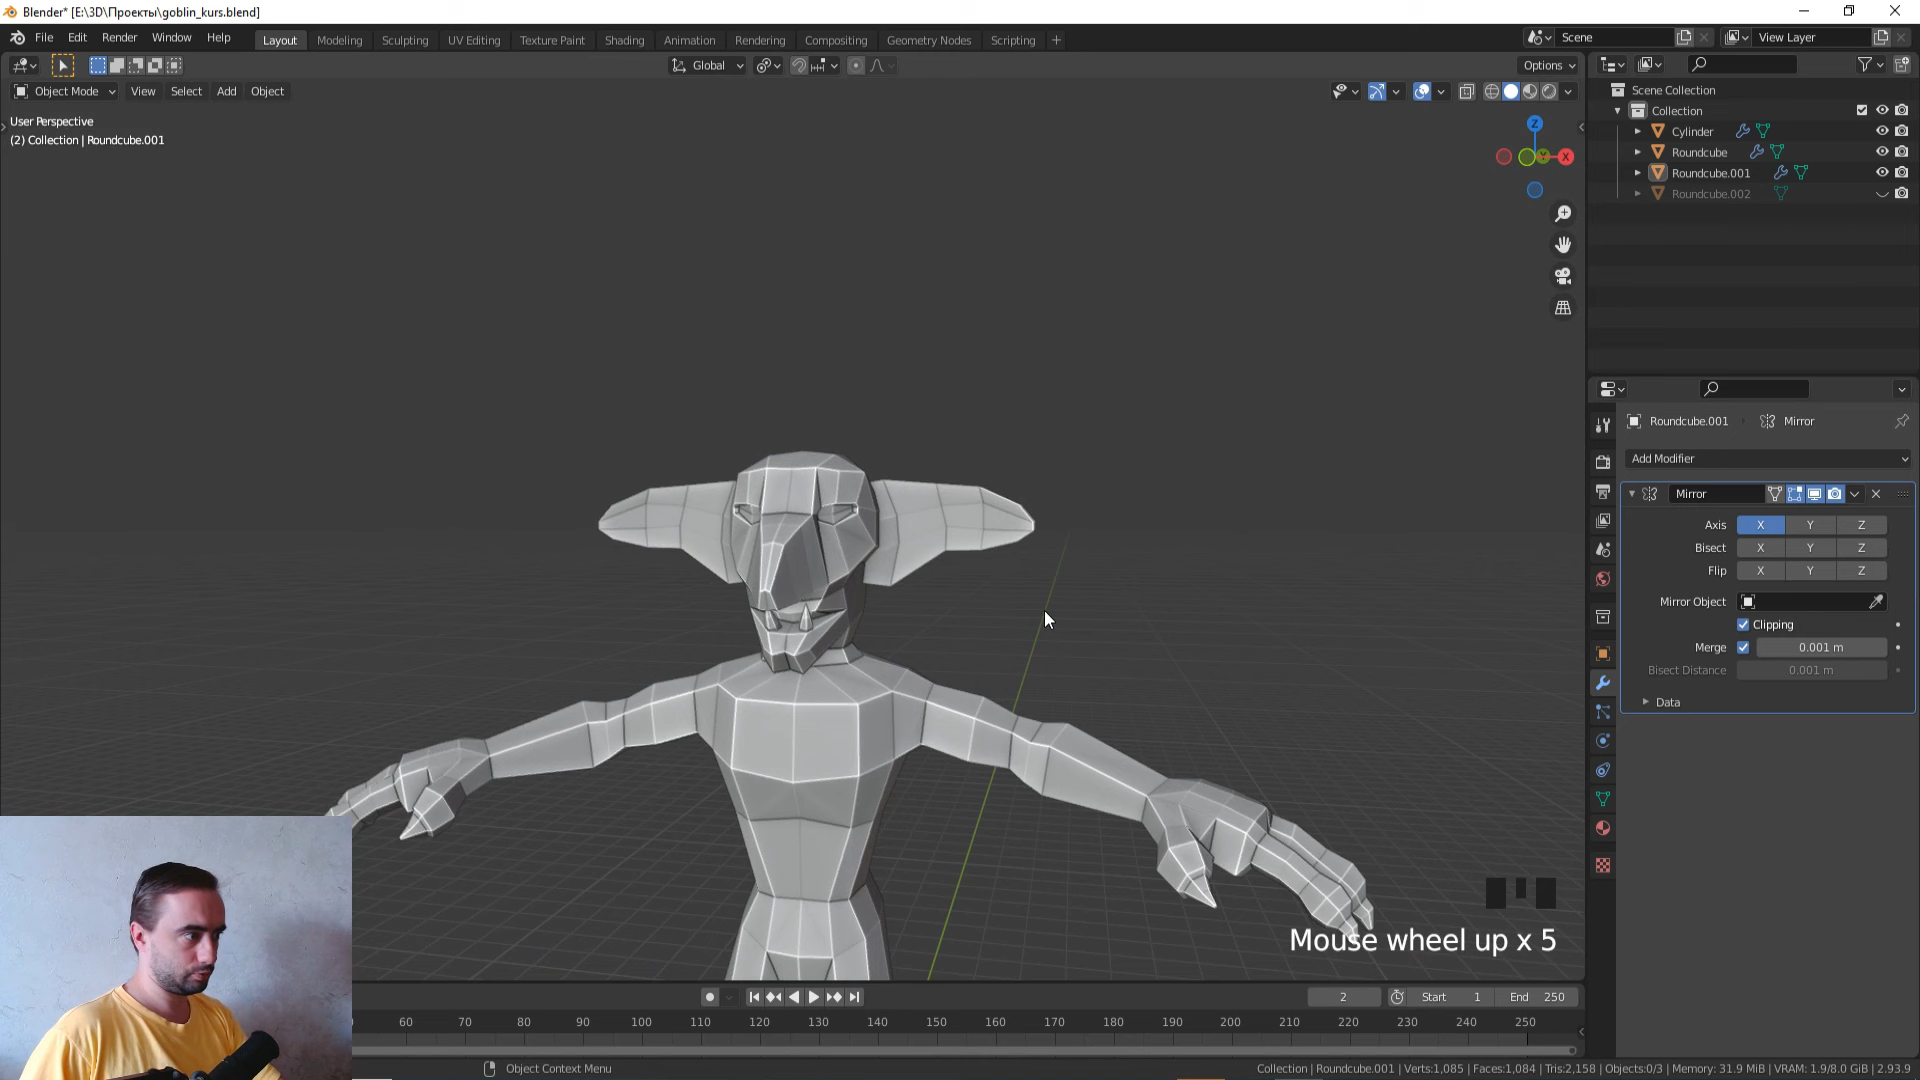 Blender* [E:\3D\Проекты\goblin_kurs.blend]
File Edit Render Window Help Layout Modeling Sculpting UV Editing Texture Paint Shading Animation Rendering Compositing Geometry Nodes Scripting + Scene View Layer
Global Options
Object Mode View Select Add Object
User Perspective
(2) Collection | Roundcube.001
Z
X
Y
Scene Collection
Collection
Cylinder
Roundcube
Roundcube.001
Roundcube.002
Roundcube.001 Mirror
Add Modifier
Mirror
Axis X Y Z
Bisect X Y Z
Flip X Y Z
Mirror Object
Clipping
Merge 0.001 m
Bisect Distance 0.001 m
Data
Mouse wheel up x 5
2 Start 1 End 250
60 70 80 90 100 110 120 130 140 150 160 170 180 190 200 210 220 230 240 250
Object Context Menu
Collection | Roundcube.001 | Verts:1,085 | Faces:1,084 | Tris:2,158 | Objects:0/3 | Memory: 31.9 MiB | VRAM: 1.9/8.0 GiB | 2.93.9